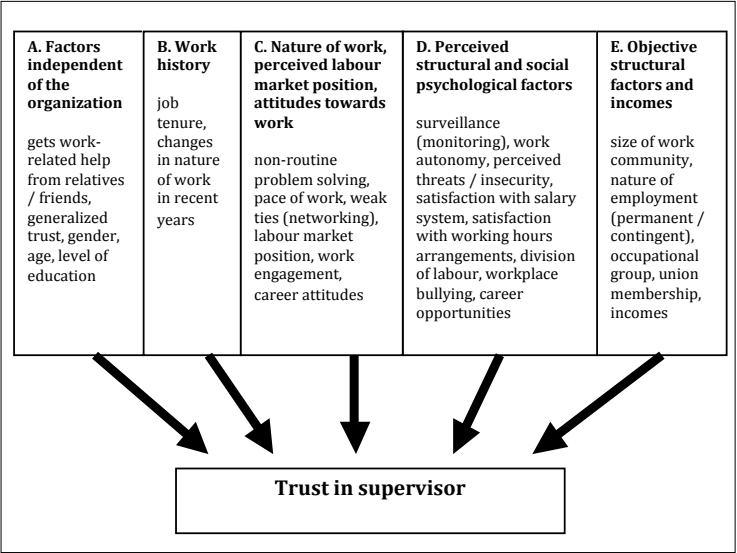 A. Factors
independent
of the
organization
gets work-
related help
from relatives
/ friends,
generalized
trust, gender,
age, level of
education
B. Work
history
job
tenure,
changes
in nature
of work
in recent
years
C. Nature of work,
perceived labour
market position,
attitudes towards
work
non-routine
problem solving,
pace of work, weak
ties (networking),
labour market
position, work
engagement,
career attitudes
D. Perceived
structural and social
psychological factors
surveillance
(monitoring), work
autonomy, perceived
threats / insecurity,
satisfaction with salary
system, satisfaction
with working hours
arrangements, division
of labour, workplace
bullying, career
opportunities
E. Objective
structural
factors and
incomes
size of work
community,
nature of
employment
(permanent /
contingent),
occupational
group, union
membership,
incomes
Trust in supervisor